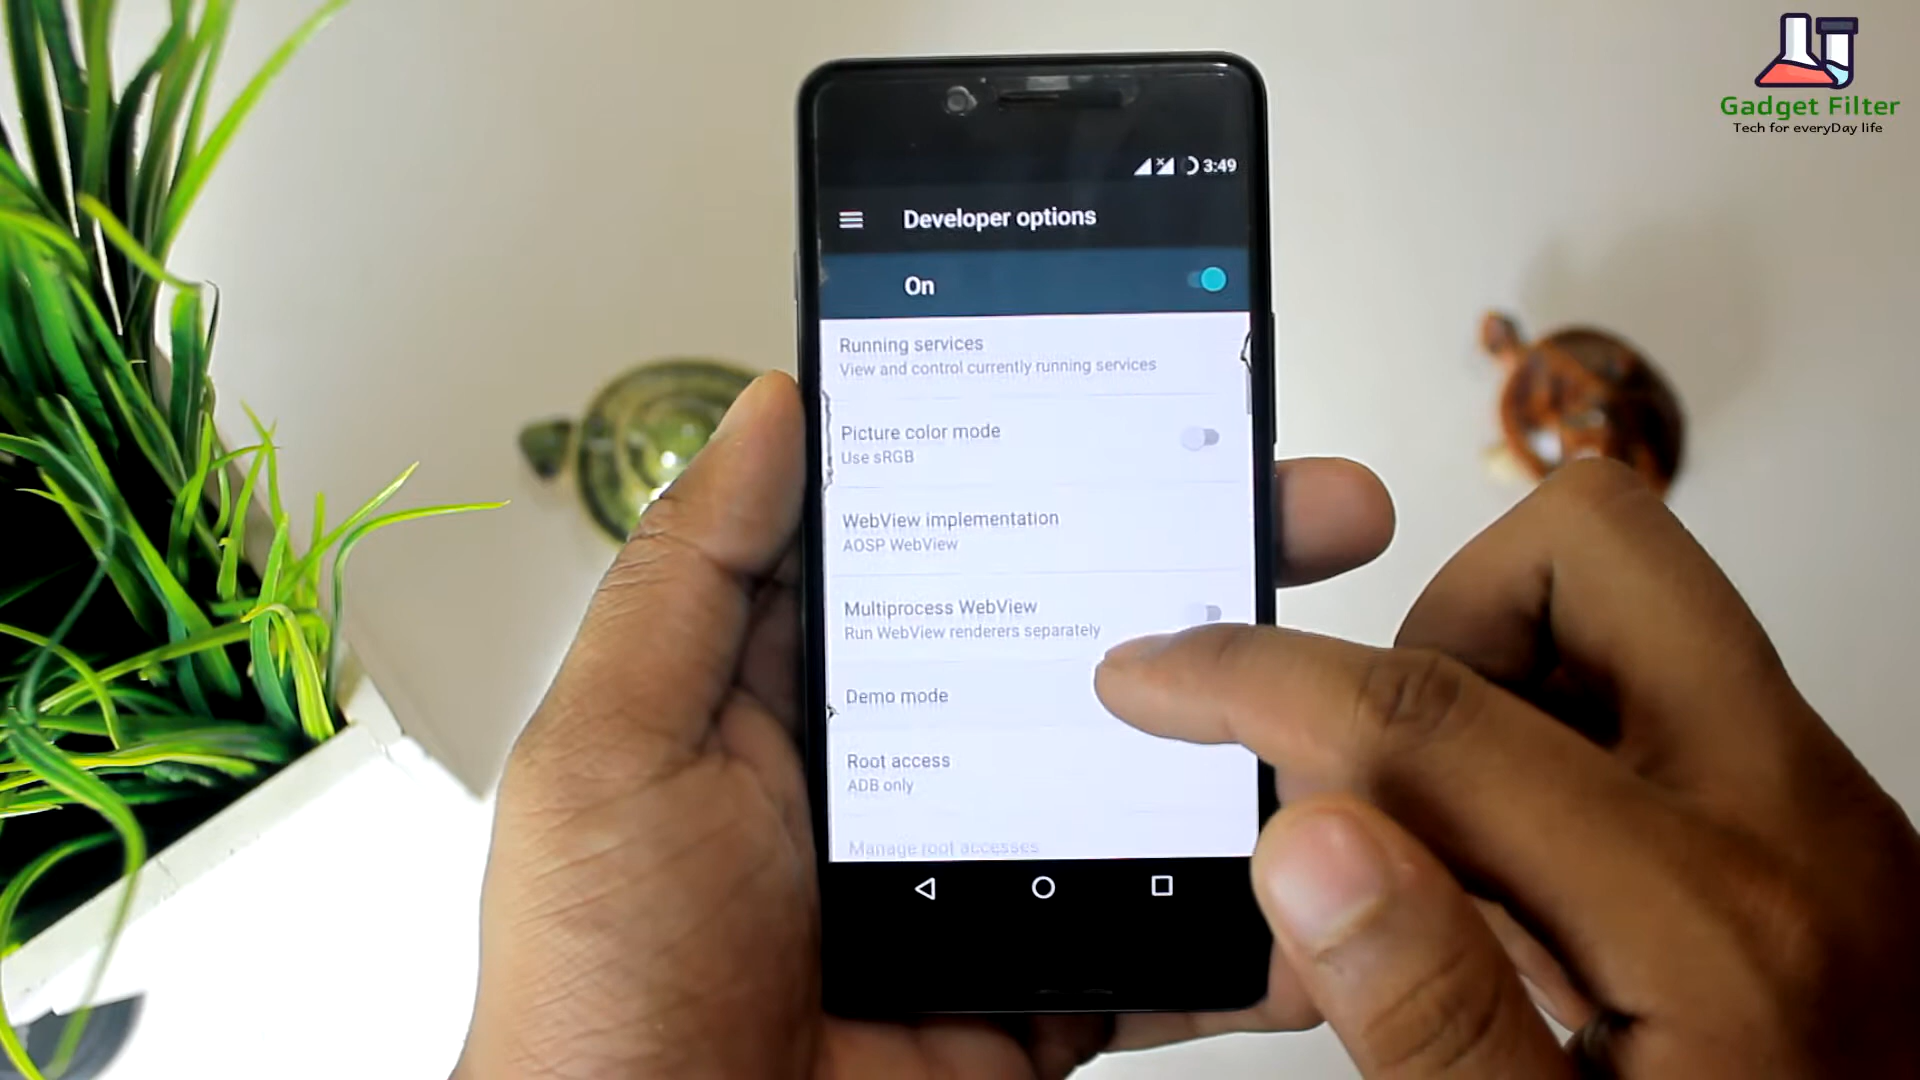 Gadget Filter
Tech for everyDay life
3:49
Developer options
On
Running services
View and control currently running services
Picture color mode
Use sRGB
WebView implementation
AOSP WebView
Multiprocess WebView
Run WebView renderers separately
Demo mode
Root access
ADB only
Manage root accesses